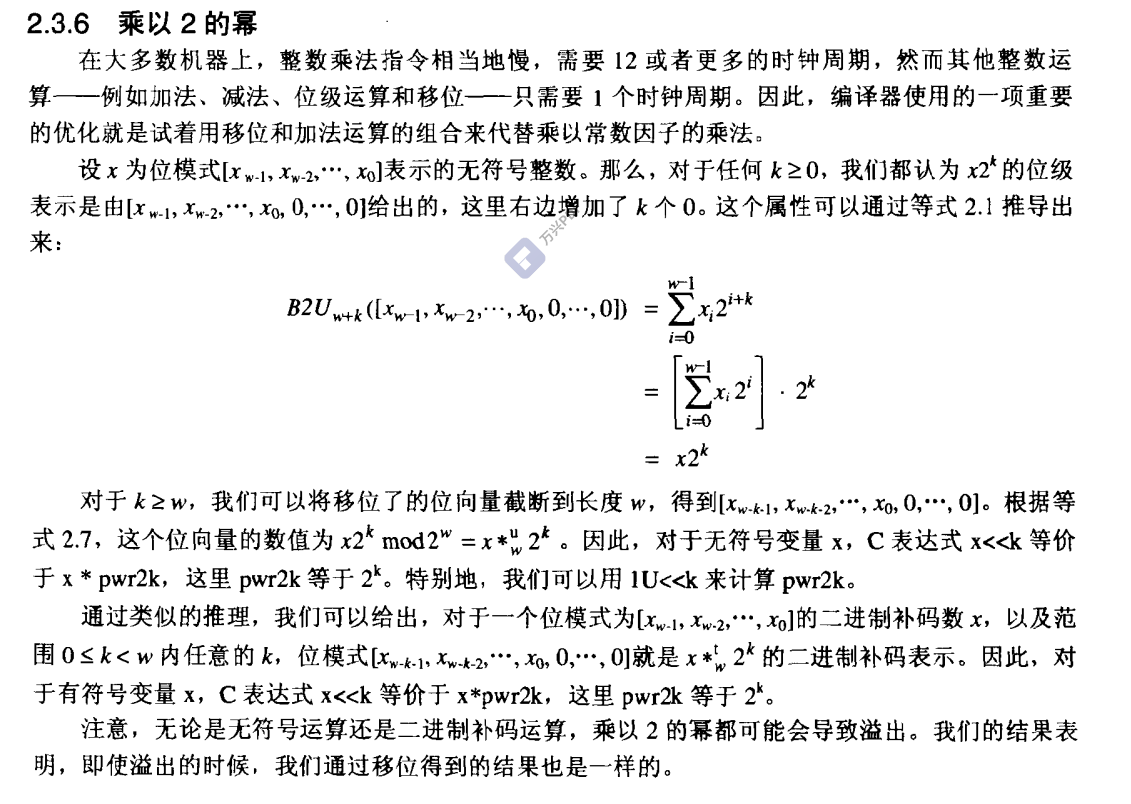 2.3.6 乘以 2 的幂
在大多数机器上，整数乘法指令相当地慢，需要 12 或者更多的时钟周期，然而其他整数运
算——例如加法、减法、位级运算和移位——只需要 1 个时钟周期。因此，编译器使用的一项重要
的优化就是试着用移位和加法运算的组合来代替乘以常数因子的乘法。
设 x 为位模式[x_{w-1}, x_{w-2},⋯, x_0]表示的无符号整数。那么，对于任何 k ≥ 0，我们都认为 x2^k 的位级
表示是由[x_{w-1}, x_{w-2},⋯, x_0, 0,⋯, 0]给出的，这里右边增加了 k 个 0。这个属性可以通过等式 2.1 推导出
来：
万兴P
B2U_{w+k}([x_{w-1}, x_{w-2},⋯, x_0, 0,⋯, 0]) = \sum_{i=0}^{w-1} x_i 2^{i+k}
= [\sum_{i=0}^{w-1} x_i 2^i] · 2^k
= x2^k
对于 k ≥ w，我们可以将移位了的位向量截断到长度 w，得到[x_{w-k-1}, x_{w-k-2},⋯, x_0, 0,⋯, 0]。根据等
式 2.7，这个位向量的数值为 x2^k mod 2^w = x *^u_w 2^k 。因此，对于无符号变量 x，C 表达式 x<<k 等价
于 x * pwr2k，这里 pwr2k 等于 2^k。特别地，我们可以用 1U<<k 来计算 pwr2k。
通过类似的推理，我们可以给出，对于一个位模式为[x_{w-1}, x_{w-2},⋯, x_0]的二进制补码数 x，以及范
围 0 ≤ k < w 内任意的 k，位模式[x_{w-k-1}, x_{w-k-2},⋯, x_0, 0,⋯, 0]就是 x *^t_w 2^k 的二进制补码表示。因此，对
于有符号变量 x，C 表达式 x<<k 等价于 x*pwr2k，这里 pwr2k 等于 2^k。
注意，无论是无符号运算还是二进制补码运算，乘以 2 的幂都可能会导致溢出。我们的结果表
明，即使溢出的时候，我们通过移位得到的结果也是一样的。